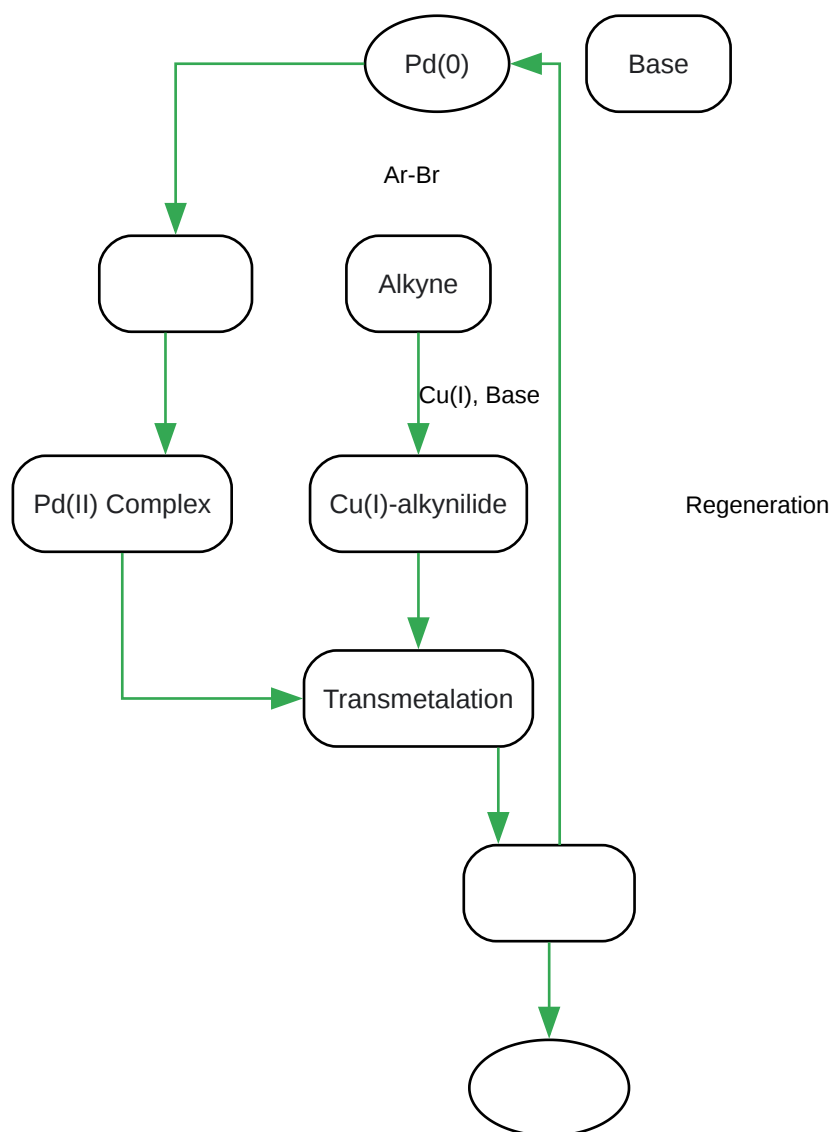 Pd(0)
Base
Ar-Br
Alkyne
Cu(I), Base
Pd(II) Complex
Cu(I)-alkynilide
Regeneration
Transmetalation